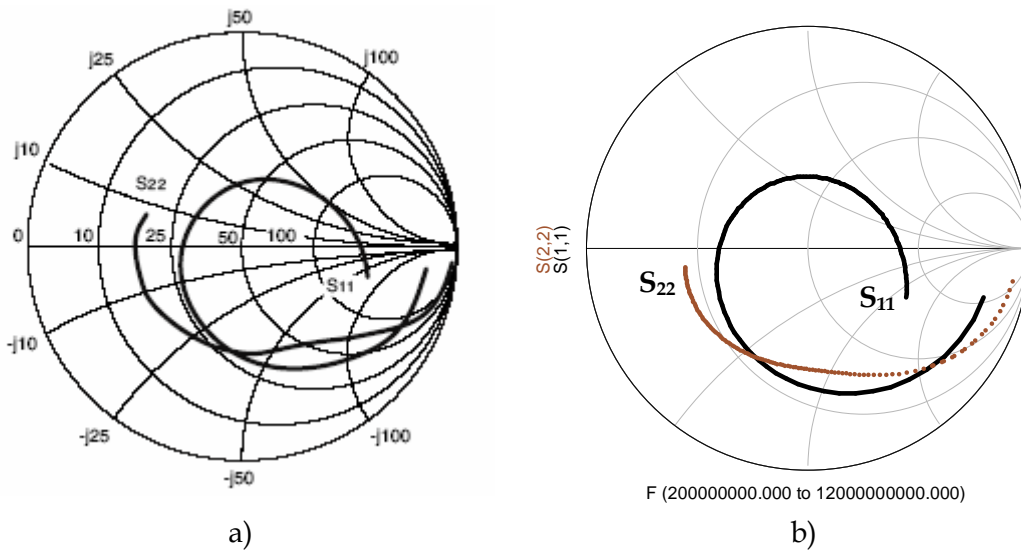 j50
j25
j100
j10
S22
0
10
25
50
100
S11
-j10
-j25
-j100
-j50
a)
S(2,2)
S(1,1)
S22
S11
F (200000000.000 to 12000000000.000)
b)